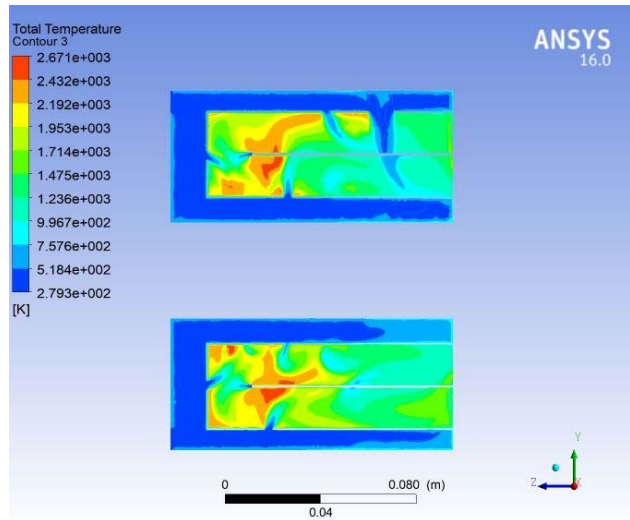 Total Temperature
Contour 3
2.671e+003
2.432e+003
2.192e+003
1.953e+003
1.714e+003
1.475e+003
1.236e+003
9.967e+002
7.576e+002
5.184e+002
2.793e+002
[K]
ANSYS
16.0
0
0.080 (m)
0.04
Y
Z
X